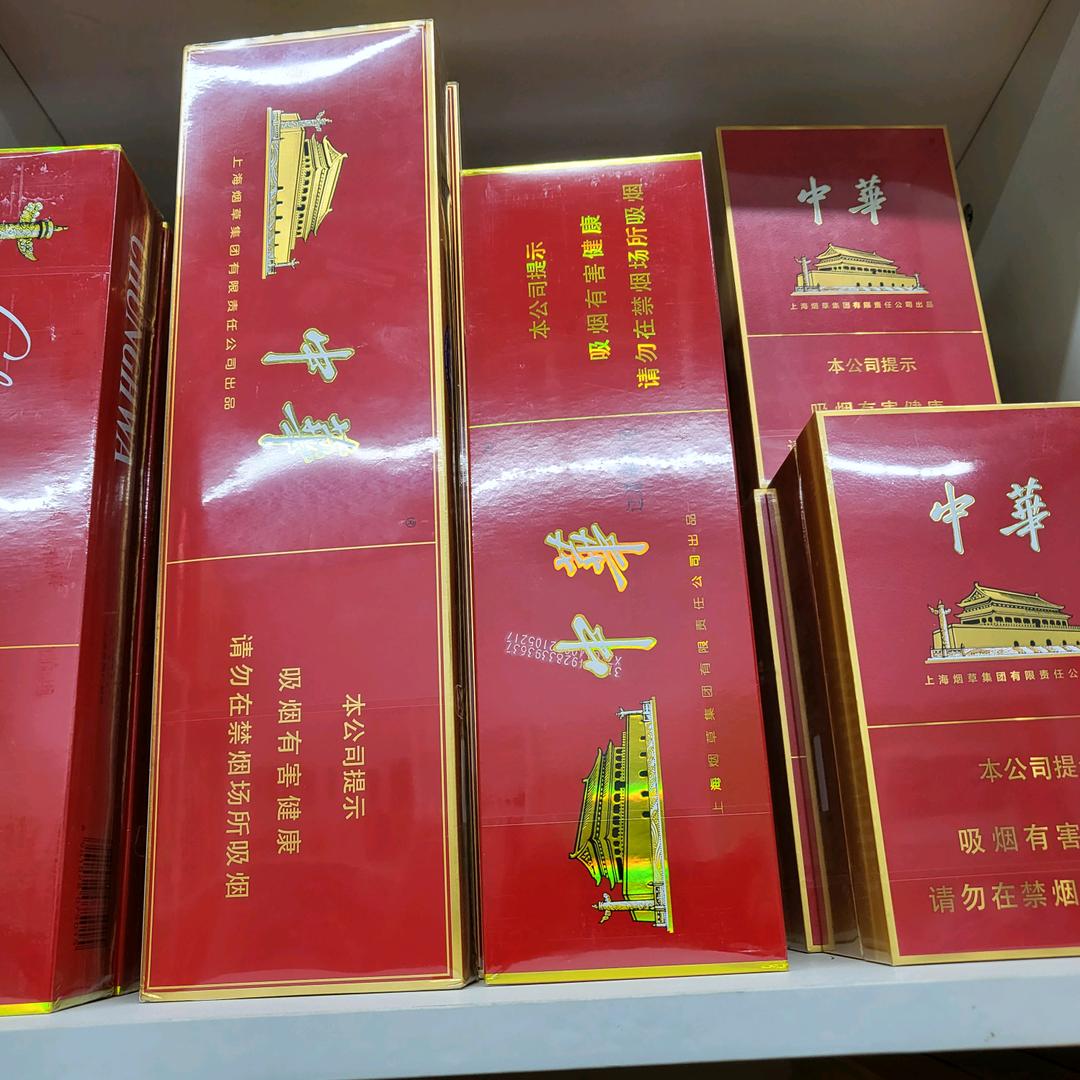 CHUNGHWA
上海烟草集团有限责任公司出品
中華
®
本公司提示
吸烟有害健康
请勿在禁烟场所吸烟
本公司提示
吸烟有害健康
请勿在禁烟场所吸烟
中華
上海烟草集团有限责任公司出品
中華
上海烟草集团有限责任公司出品
本公司提示
吸烟有害健康
中華
上海烟草集团有限责任公
本公司提
吸烟有害
请勿在禁烟